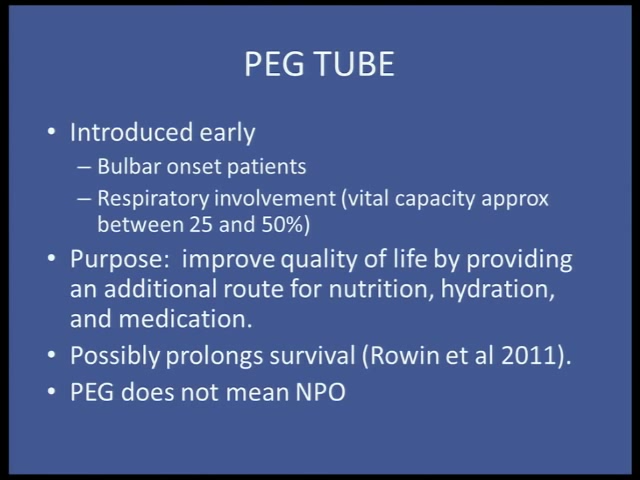 PEG TUBE
• Introduced early
– Bulbar onset patients
– Respiratory involvement (vital capacity approx
between 25 and 50%)
• Purpose:  improve quality of life by providing
an additional route for nutrition, hydration,
and medication.
• Possibly prolongs survival (Rowin et al 2011).
• PEG does not mean NPO